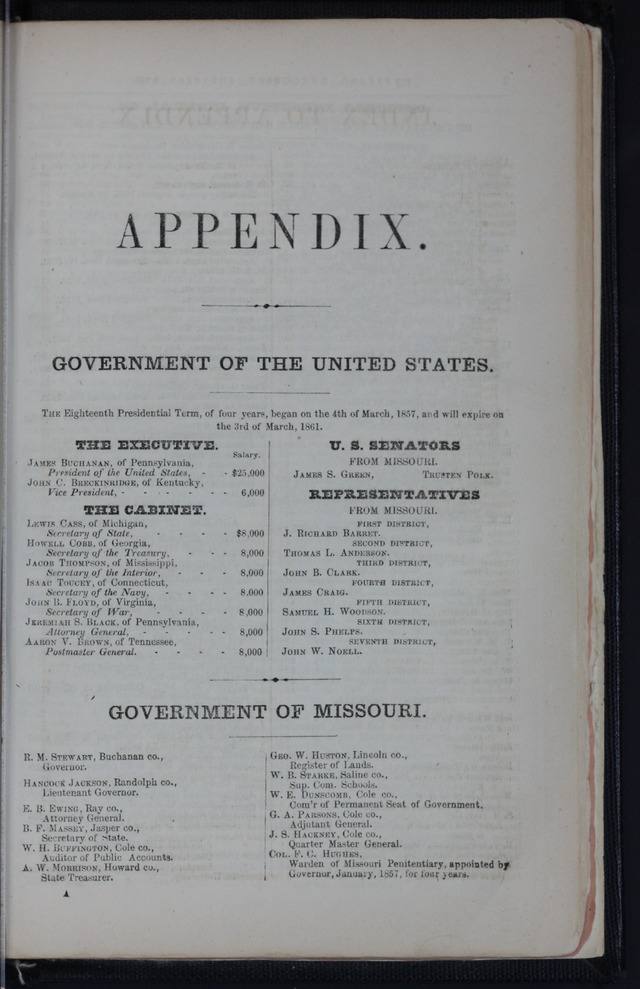 APPENDIX.
GOVERNMENT OF THE UNITED STATES.
THE Eighteenth Presidential Term, of four years, began on the 4th of March, 1857, and will expire on
the 3rd of March, 1861.
THE EXECUTIVE.
Salary.
JAMES BUCHANAN, of Pennsylvania,
President of the United States, - - $25,000
JOHN C. BRECKINRIDGE, of Kentucky,
Vice President, - - - - - - 6,000
THE CABINET.
LEWIS CASS, of Michigan,
Secretary of State, - - - - $8,000
HOWELL COBB, of Georgia,
Secretary of the Treasury, - - - 8,000
JACOB THOMPSON, of Mississippi,
Secretary of the Interior, - - - 8,000
ISAAC TOUCEY, of Connecticut,
Secretary of the Navy, - - - - 8.000
JOHN B. FLOYD, of Virginia,
Secretary of War, - - - - 8,000
JEREMIAH S. BLACK, of Pennsylvania,
Attorney General, - - - - - 8,000
AARON V. BROWN, of Tennessee,
Postmaster General. - - - - 8,000
U. S. SENATORS
FROM MISSOURI.
JAMES S. GREEN, TRUSTEN POLK.
REPRESENTATIVES
FROM MISSOURI.
FIRST DISTRICT,
J. RICHARD BARRET.
SECOND DISTRICT,
THOMAS L. ANDERSON.
THIRD DISTRICT,
JOHN B. CLARK.
FOURTH DISTRICT,
JAMES CRAIG.
FIFTH DISTRICT,
SAMUEL H. WOODSON.
SIXTH DISTRICT,
JOHN S. PHELPS.
SEVENTH DISTRICT,
JOHN W. NOELL.
GOVERNMENT OF MISSOURI.
R. M. STEWART, Buchanan co.,
Governor.
HANCOCK JACKSON, Randolph co.,
Lieutenant Governor.
E. B. EWING, Ray co.,
Attorney General.
B. F. MASSEY, Jasper co.,
Secretary of State.
W. H. BUFFINGTON, Cole co.,
Auditor of Public Accounts.
A. W. MORRISON, Howard co.,
State Treasurer.
A
GEO. W. HUSTON, Lincoln co.,
Register of Lands.
W. B. STARKE, Saline co.,
Sup. Com. Schools.
W. E. DUNSCOMB, Cole co.,
Com'r of Permanent Seat of Government.
G. A. PARSONS, Cole co.,
Adjutant General.
J. S. HACKNEY, Cole co.,
Quarter Master General.
COL. F. C. HUGHES,
Warden of Missouri Penitentiary, appointed by
Governor, January, 1857, for four years.